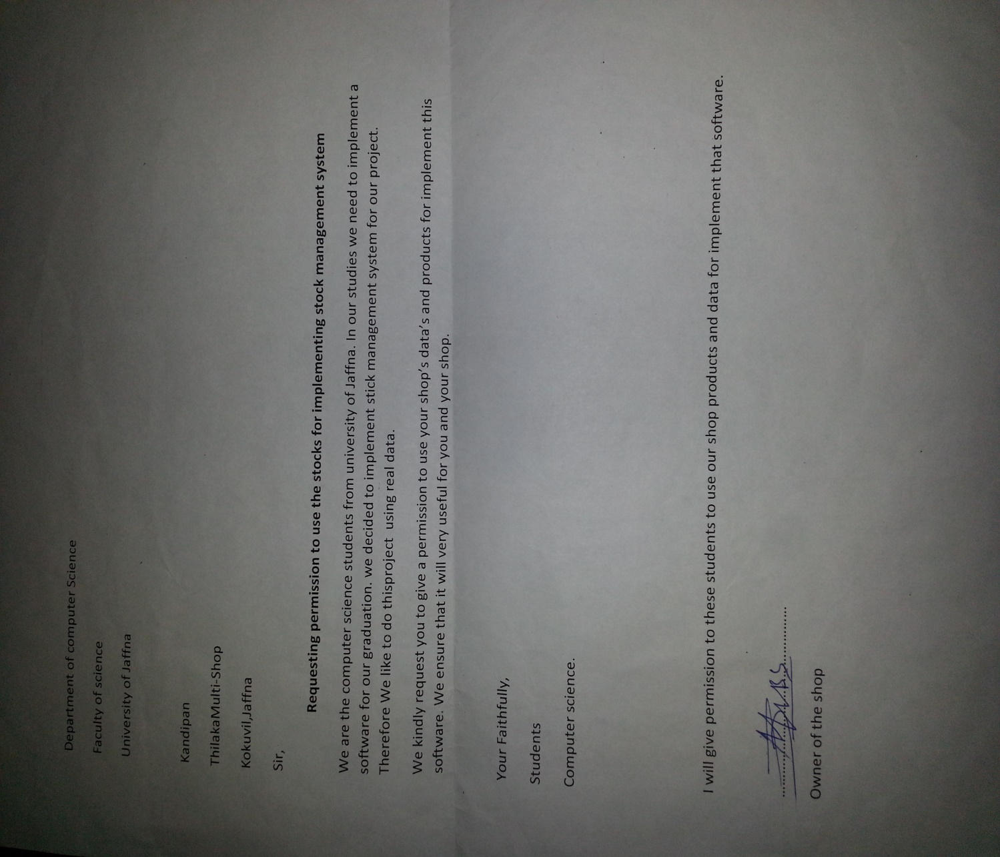 Department of computer Science
Faculty of science
University of Jaffna
Kandipan
ThilakaMulti-Shop
Kokuvil,Jaffna
Sir,
Requesting permission to use the stocks for implementing stock management system
We are the computer science students from university of Jaffna. In our studies we need to implement a
software for our graduation. we decided to implement stick management system for our project.
Therefore We like to do thisproject using real data.
We kindly request you to give a permission to use your shop's data's and products for implement this
software. We ensure that it will very useful for you and your shop.
Your Faithfully,
Students
Computer science.
I will give permission to these students to use our shop products and data for implement that software.
Owner of the shop